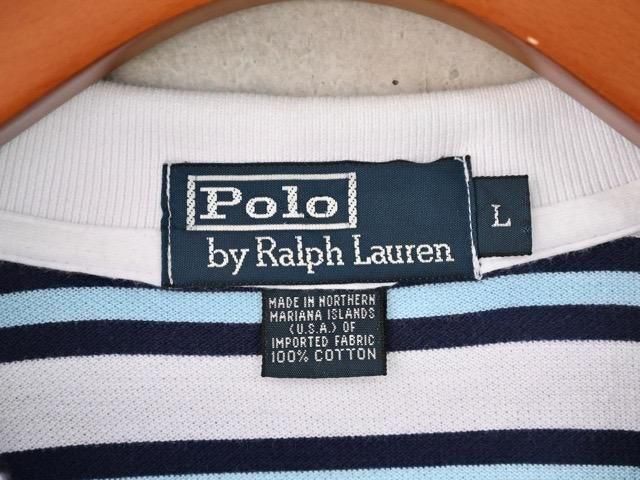 Polo
by Ralph Lauren
L
MADE IN NORTHERN
MARIANA ISLANDS
(U.S.A.) OF
IMPORTED FABRIC
100% COTTON